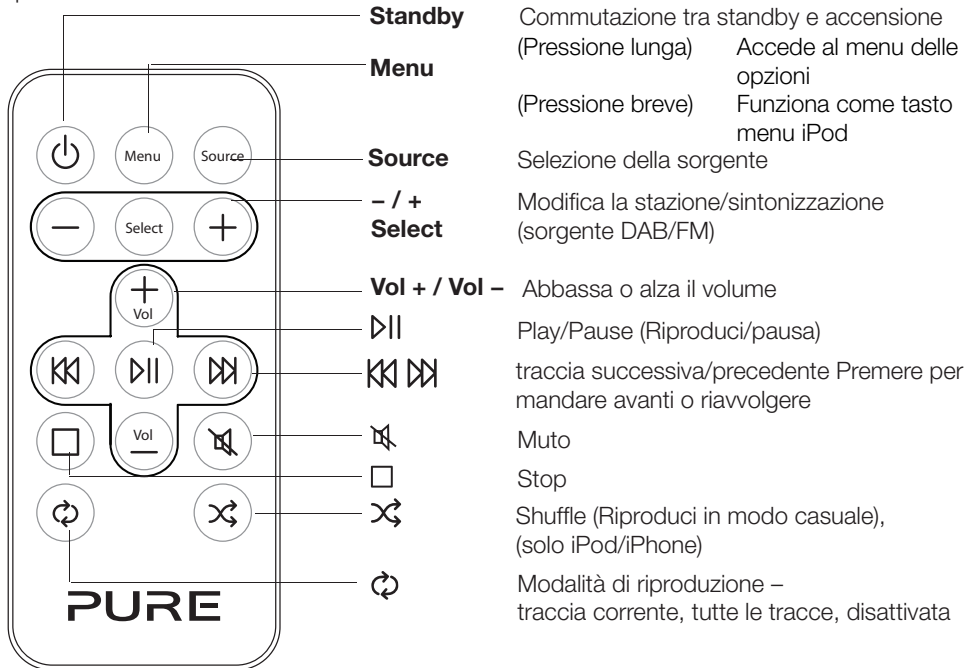 Standby Commutazione tra standby e accensione
Menu (Pressione lunga) Accede al menu delle
opzioni
(Pressione breve) Funziona come tasto
menu iPod
Source Selezione della sorgente
– / + Modifica la stazione/sintonizzazione
Select (sorgente DAB/FM)
Vol + / Vol – Abbassa o alza il volume
Play/Pause (Riproduci/pausa)
traccia successiva/precedente Premere per
mandare avanti o riavvolgere
Muto
Stop
Shuffle (Riproduci in modo casuale),
(solo iPod/iPhone)
Modalità di riproduzione –
traccia corrente, tutte le tracce, disattivata
Menu Source
– Select +
+
Vol
Vol
–
PURE